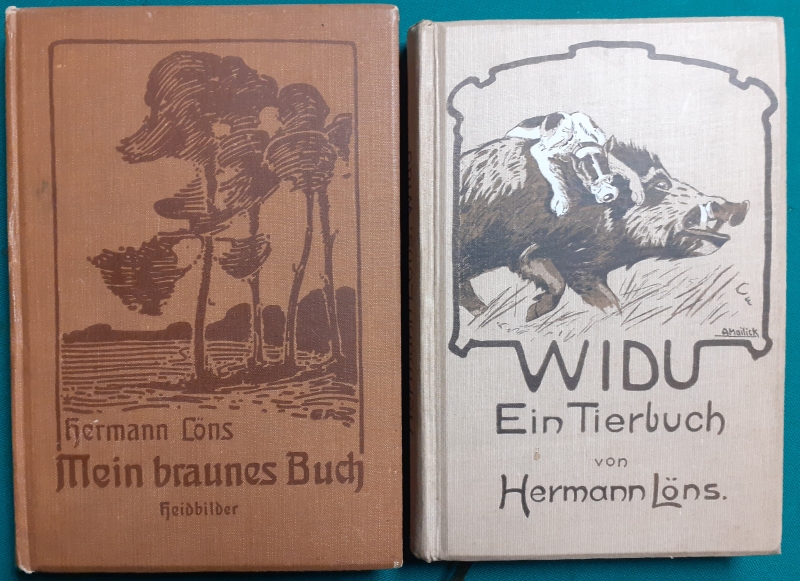 Hermann Löns
Mein braunes Buch
Heidbilder
A Mailick
WIDU
Ein Tierbuch
von
Hermann Löns.